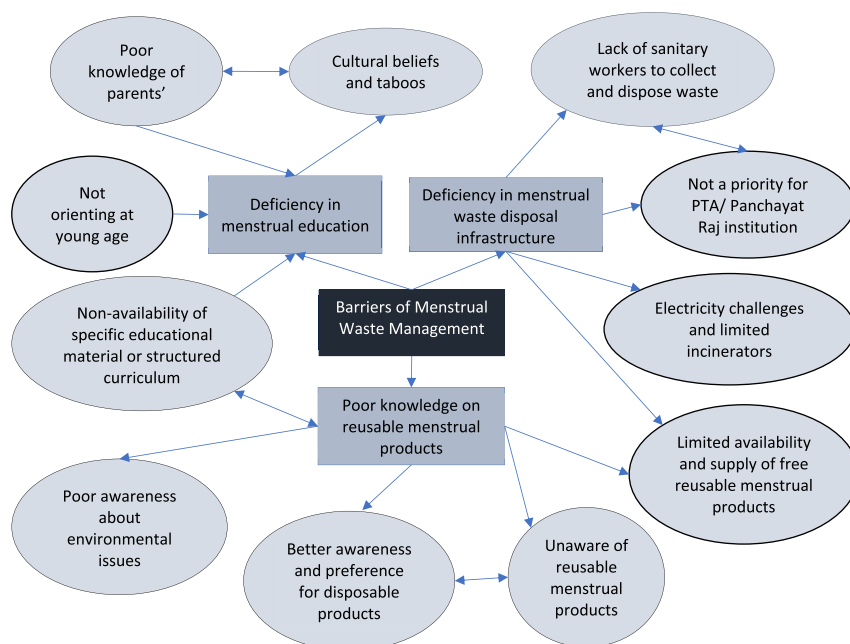 Poor
knowledge of
parents’
Cultural beliefs
and taboos
Lack of sanitary
workers to collect
and dispose waste
Not
orienting at
young age
Deficiency in
menstrual education
Deficiency in menstrual
waste disposal
infrastructure
Not a priority for
PTA/ Panchayat
Raj institution
Non-availability of
specific educational
material or structured
curriculum
Barriers of Menstrual
Waste Management
Electricity challenges
and limited
incinerators
Poor knowledge on
reusable menstrual
products
Limited availability
and supply of free
reusable menstrual
products
Poor awareness
about
environmental
issues
Better awareness
and preference
for disposable
products
Unaware of
reusable
menstrual
products